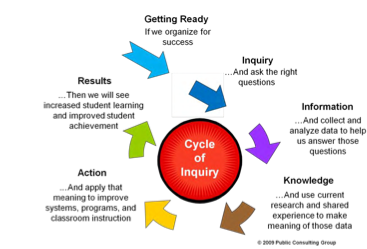 Getting Ready
If we organize for
success
Inquiry
…And ask the right
questions
Results
…Then we will see
increased student learning
and improved student
achievement
Information
…And collect and
analyze data to help
us answer those
questions
Cycle
of
Inquiry
Action
…And apply that
meaning to improve
systems, programs, and
classroom instruction
Knowledge
…And use current
research and shared
experience to make
meaning of those data
© 2009 Public Consulting Group